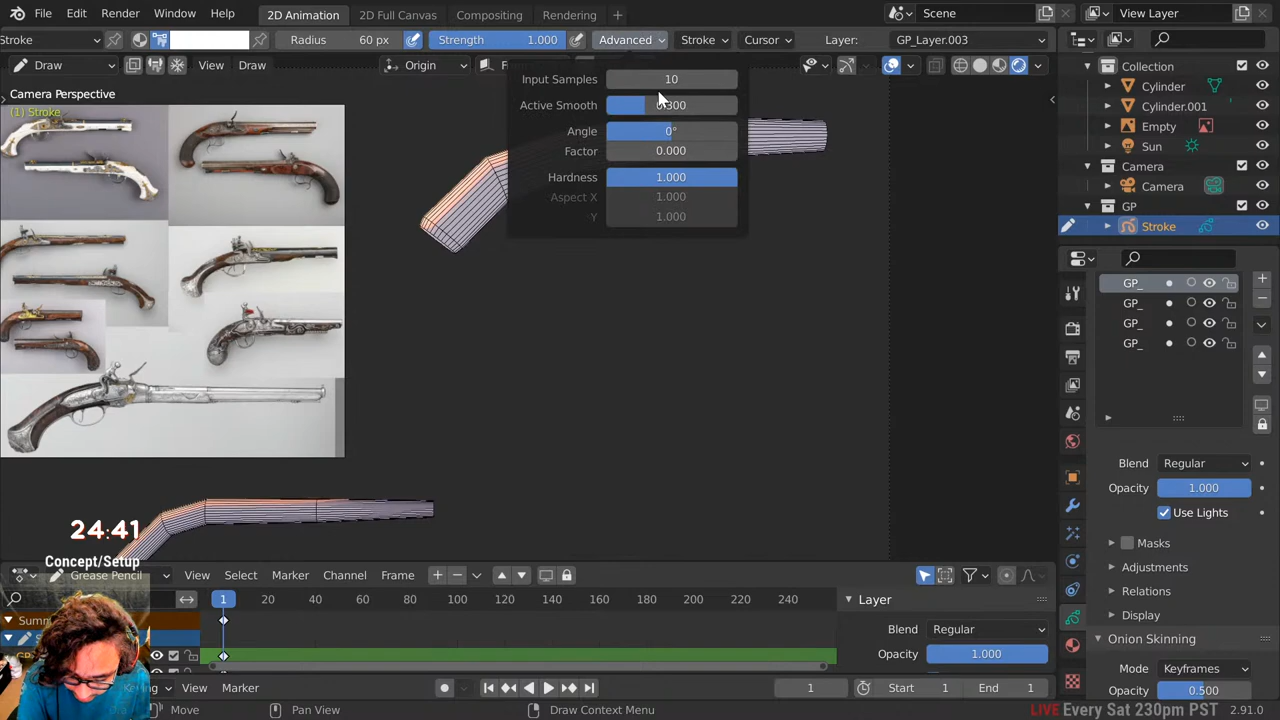 File Edit Render Window Help 2D Animation 2D Full Canvas Compositing Rendering + Scene View Layer
Stroke Radius 60 px Strength 1.000 Advanced Stroke Cursor Layer: GP_Layer.003
Draw View Draw Origin
Camera Perspective
(1) Stroke
Input Samples 10
Active Smooth
Angle 0°
Factor 0.000
Hardness 1.000
Aspect X 1.000
Y 1.000
Collection
Cylinder
Cylinder.001
Empty
Sun
Camera
Camera
GP
Stroke
GP_
GP_
GP_
GP_
Blend Regular
Opacity 1.000
Use Lights
Masks
Adjustments
Relations
Display
Onion Skinning
Mode Keyframes
Opacity 0.500
24:41
Concept/Setup
Grease Pencil View Select Marker Channel Frame
1 20 40 60 80 100 120 140 160 180 200 220 240
Layer
Blend Regular
Opacity 1.000
View Marker 1 Start 1 End 1
Move Pan View Draw Context Menu LIVE Every Sat 230pm PST 2.91.0